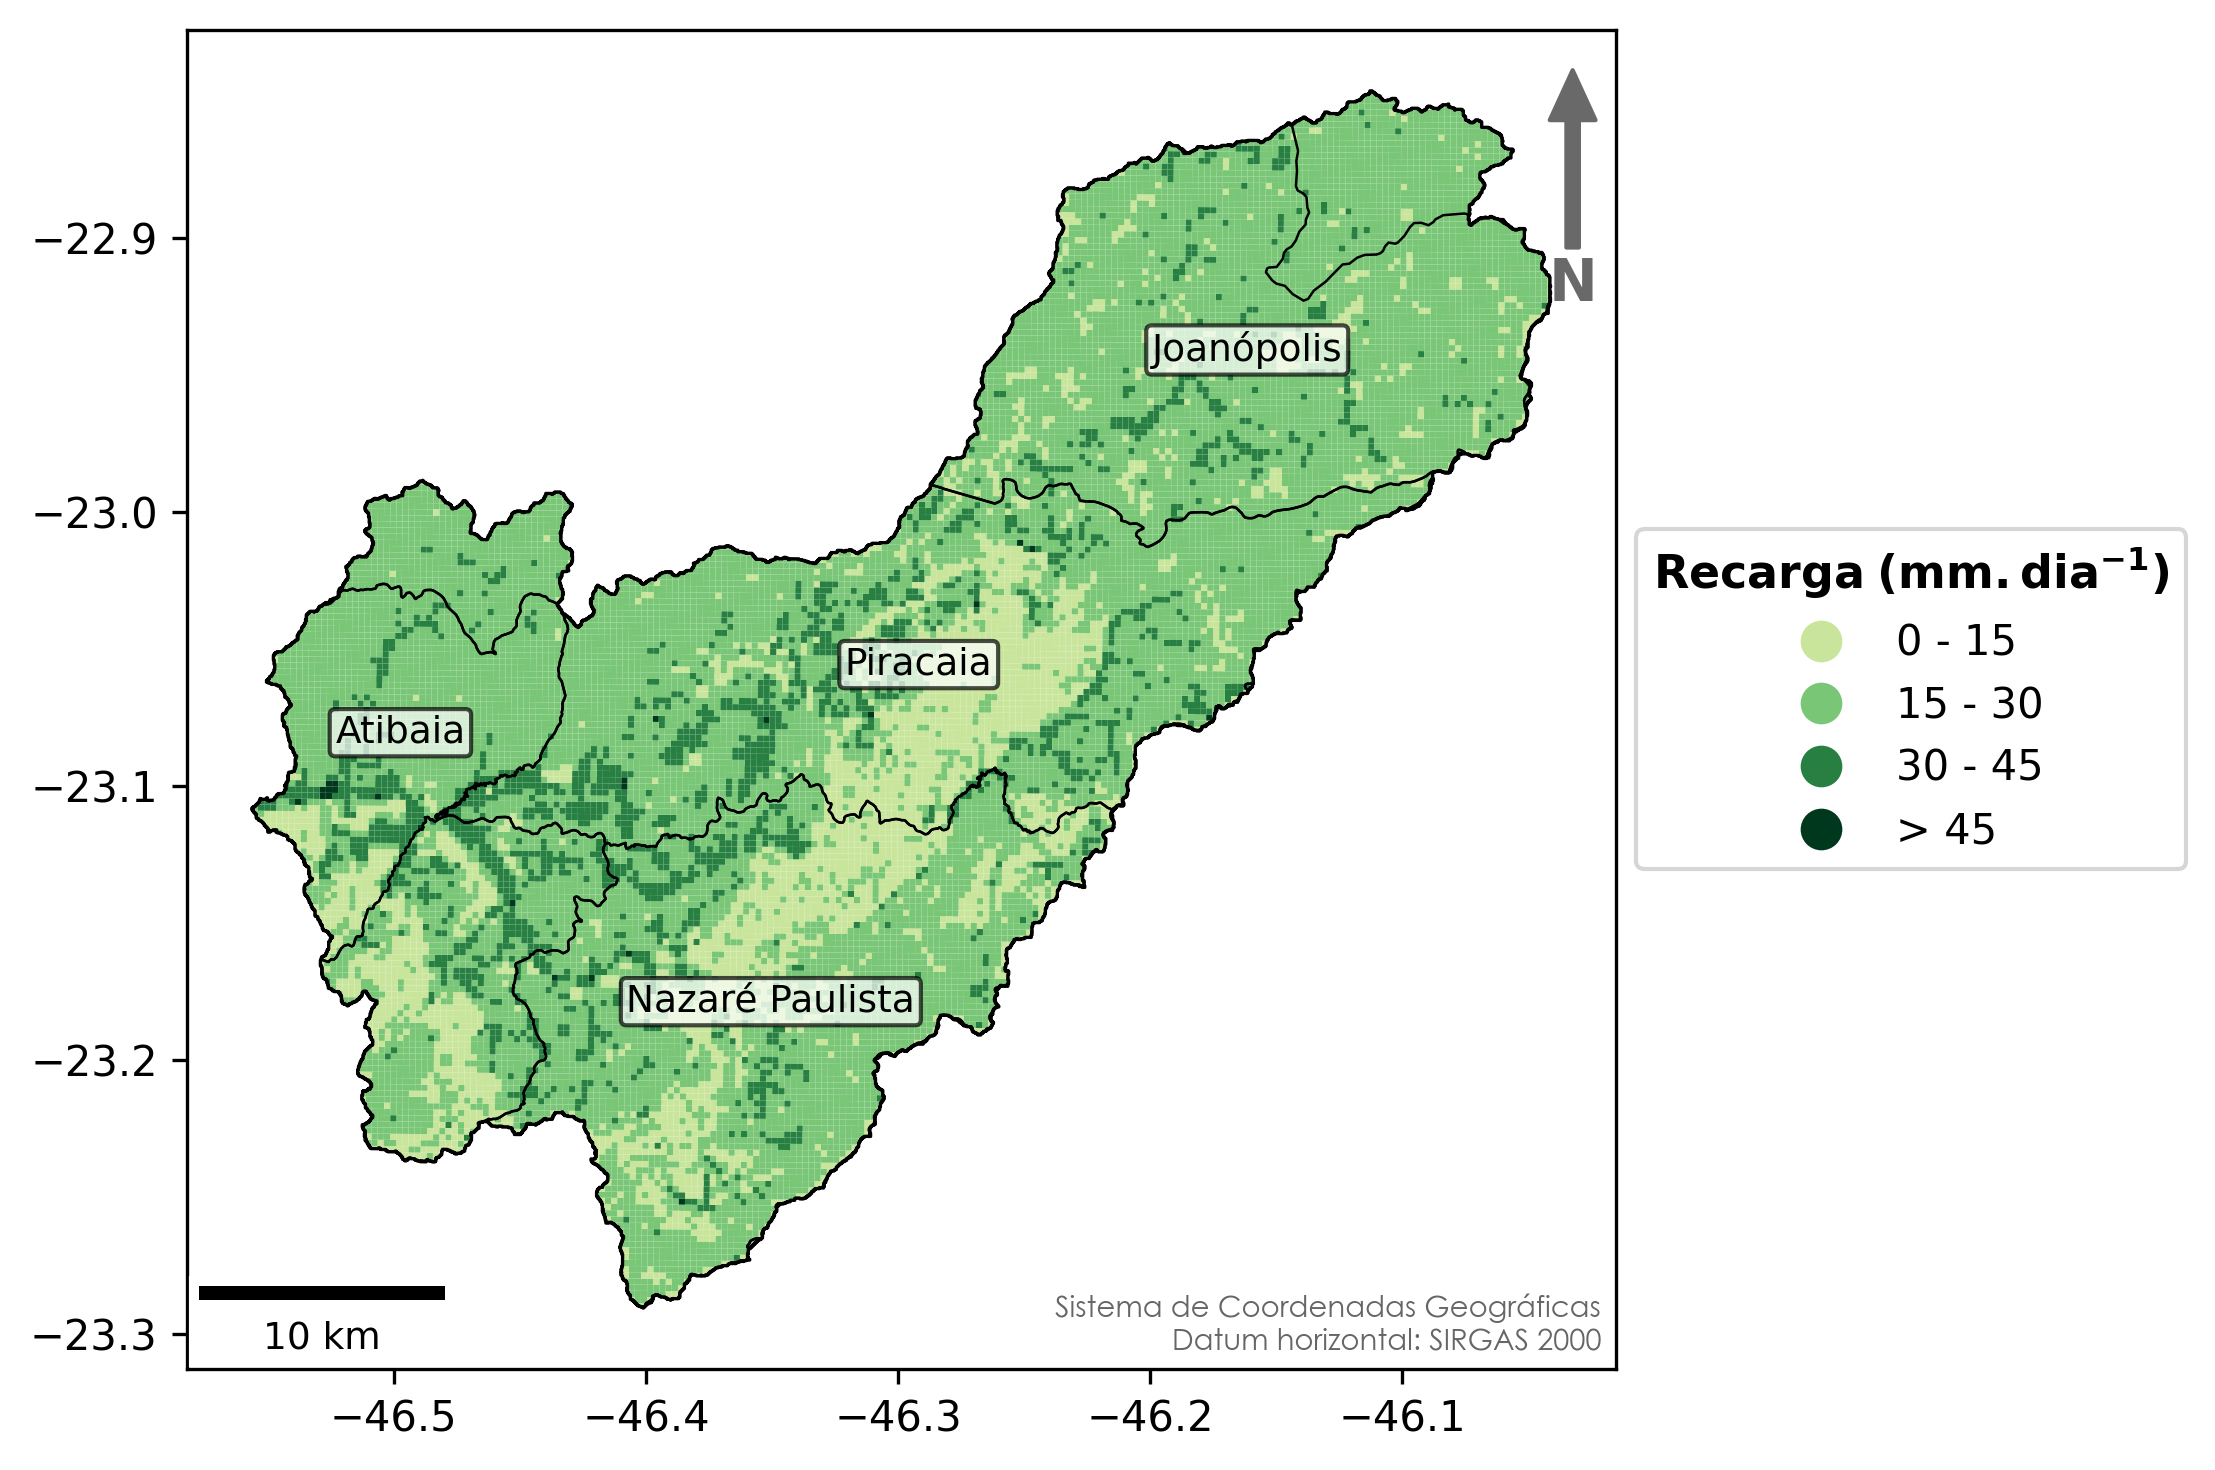 N
−22.9
−23.0
−23.1
−23.2
−23.3
Joanópolis
Piracaia
Atibaia
Nazaré Paulista
10 km
Sistema de Coordenadas Geográficas
Datum horizontal: SIRGAS 2000
−46.5
−46.4
−46.3
−46.2
−46.1
Recarga (mm. dia⁻¹)
0 - 15
15 - 30
30 - 45
> 45